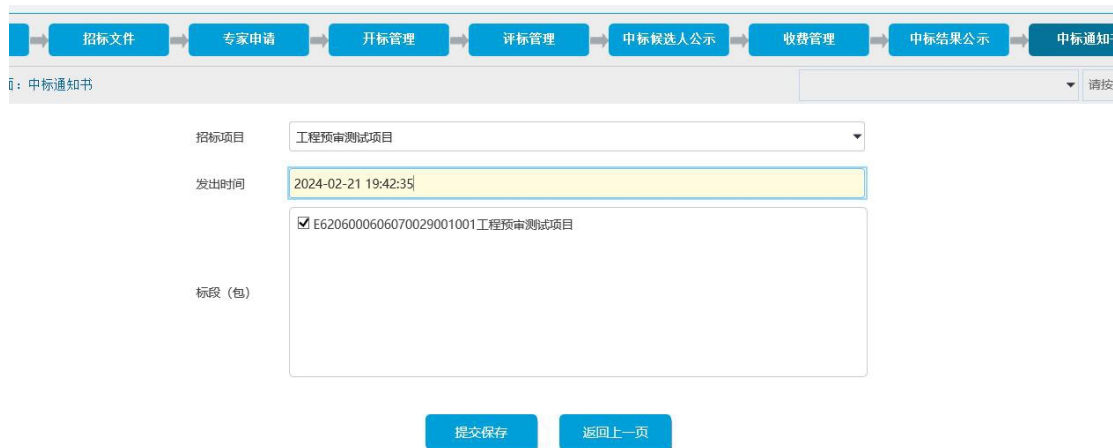 招标文件 专家申请 开标管理 评标管理 中标候选人公示 收费管理 中标结果公示 中标通知
：中标通知书 请按
招标项目 工程预审测试项目
发出时间 2024-02-21 19:42:35
E6206000606070029001001工程预审测试项目
标段（包）
提交保存 返回上一页